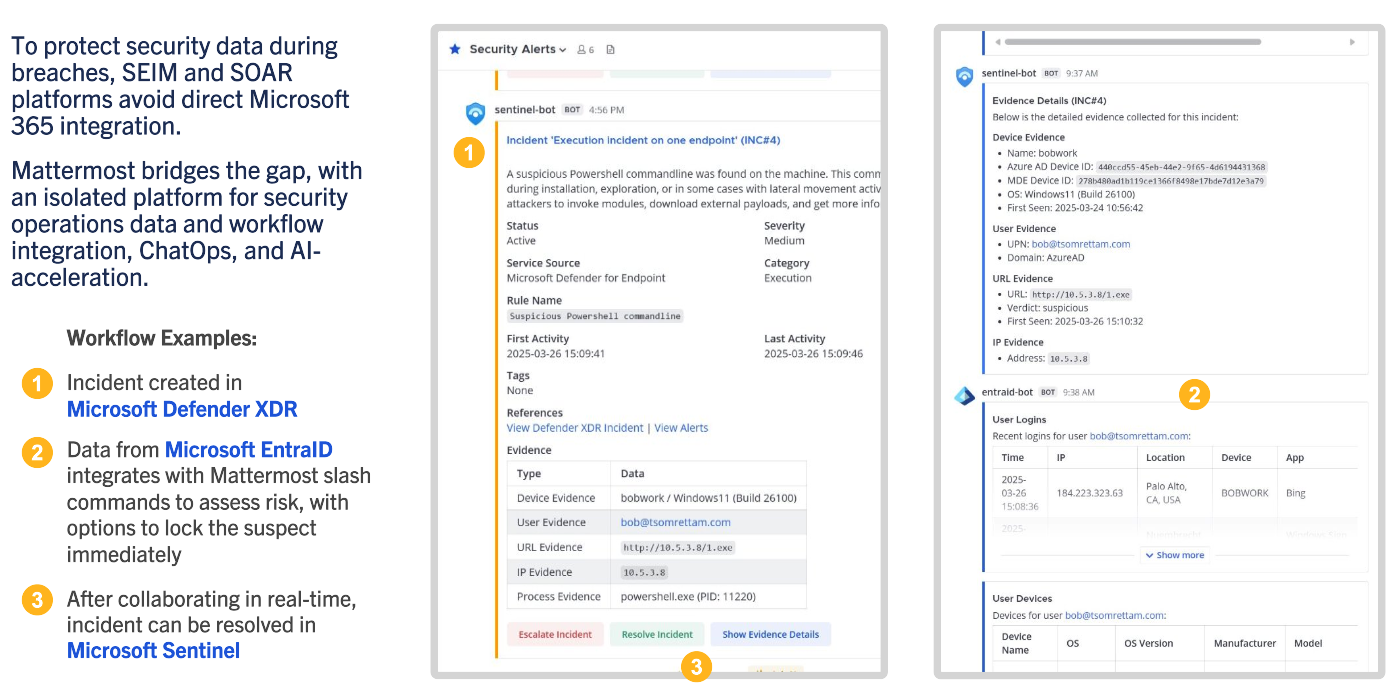 To protect security data during
breaches, SEIM and SOAR
platforms avoid direct Microsoft
365 integration.
Mattermost bridges the gap, with
an isolated platform for security
operations data and workflow
integration, ChatOps, and AI-
acceleration.
Workflow Examples:
1 Incident created in
Microsoft Defender XDR
2 Data from Microsoft EntraID
integrates with Mattermost slash
commands to assess risk, with
options to lock the suspect
immediately
3 After collaborating in real-time,
incident can be resolved in
Microsoft Sentinel
Security Alerts 6
sentinel-bot BOT 4:56 PM
1
Incident 'Execution incident on one endpoint' (INC#4)
A suspicious Powershell commandline was found on the machine. This comm
during installation, exploration, or in some cases with lateral movement activ
attackers to invoke modules, download external payloads, and get more info
Status Severity
Active Medium
Service Source Category
Microsoft Defender for Endpoint Execution
Rule Name
Suspicious Powershell commandline
First Activity Last Activity
2025-03-26 15:09:41 2025-03-26 15:09:46
Tags
None
References
View Defender XDR Incident | View Alerts
Evidence
Type Data
Device Evidence bobwork / Windows11 (Build 26100)
User Evidence bob@tsomrettam.com
URL Evidence http://10.5.3.8/1.exe
IP Evidence 10.5.3.8
Process Evidence powershell.exe (PID: 11220)
Escalate Incident Resolve Incident Show Evidence Details
3
sentinel-bot BOT 9:37 AM
Evidence Details (INC#4)
Below is the detailed evidence collected for this incident:
Device Evidence
• Name: bobwork
• Azure AD Device ID: 440ccd55-45eb-44e2-9f65-4d6194431368
• MDE Device ID: 278b480ad1b119ce1366f8498e17bde7d12e3a79
• OS: Windows11 (Build 26100)
• First Seen: 2025-03-24 10:56:42
User Evidence
• UPN: bob@tsomrettam.com
• Domain: AzureAD
URL Evidence
• URL: http://10.5.3.8/1.exe
• Verdict: suspicious
• First Seen: 2025-03-26 15:10:32
IP Evidence
• Address: 10.5.3.8
entraid-bot BOT 9:38 AM
2
User Logins
Recent logins for user bob@tsomrettam.com:
Time IP Location Device App
2025-
03-26
15:08:36 184.223.323.63 Palo Alto,
CA, USA BOBWORK Bing
2025-
Show more
User Devices
Devices for user bob@tsomrettam.com:
Device
Name OS OS Version Manufacturer Model